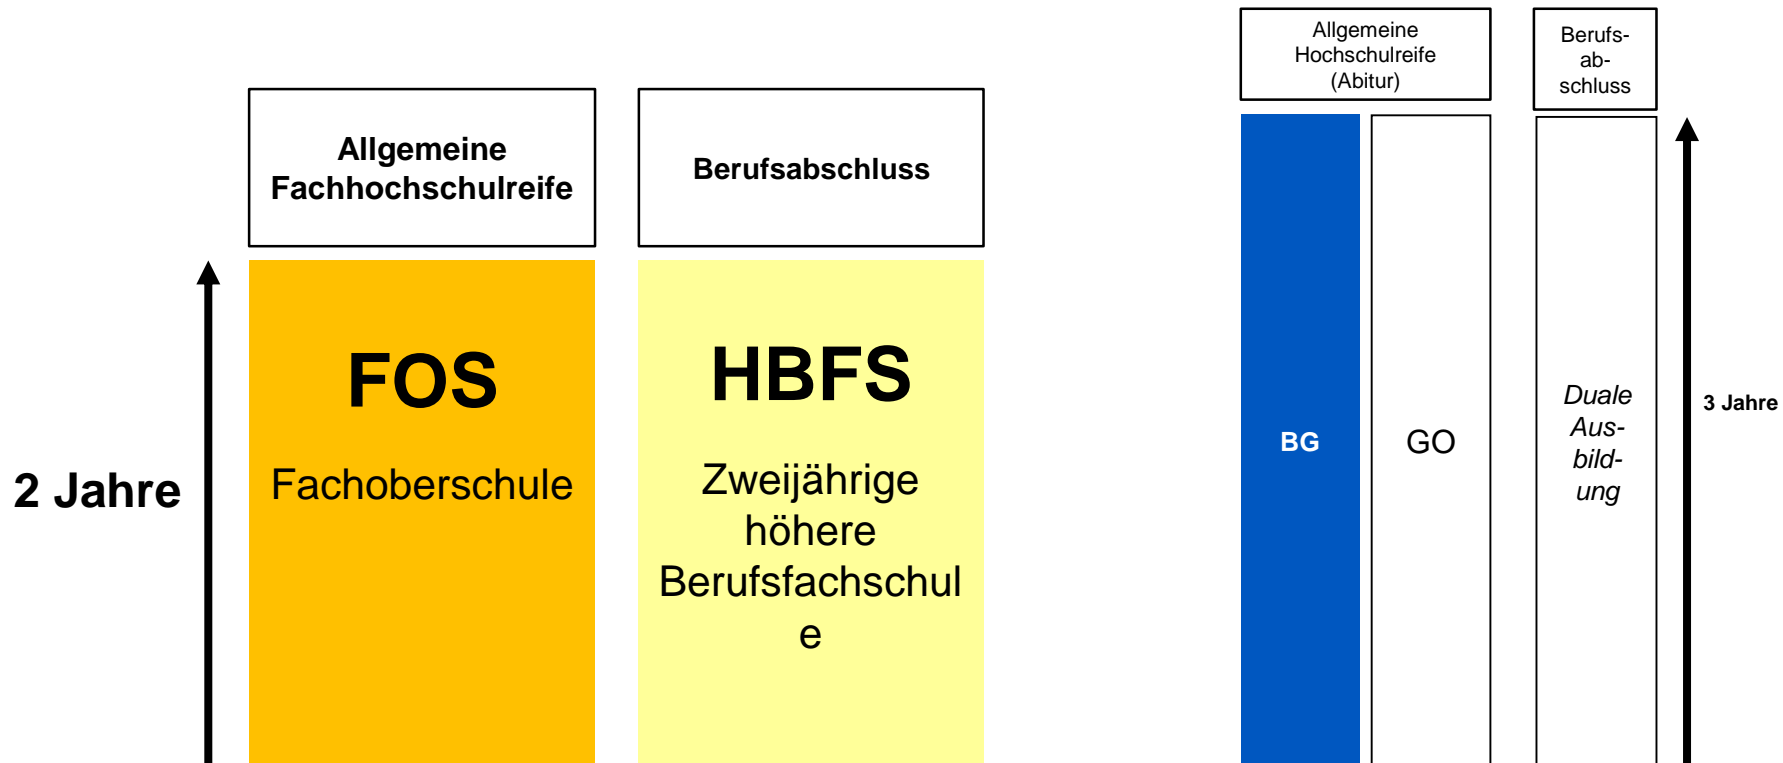 Allgemeine
Fachhochschulreife
Berufsabschluss
2 Jahre
FOS
Fachoberschule
HBFS
Zweijährige
höhere
Berufsfachschul
e
Allgemeine
Hochschulreife
(Abitur)
Berufs-
ab-
schluss
BG
GO
Duale
Aus-
bild-
ung
3 Jahre